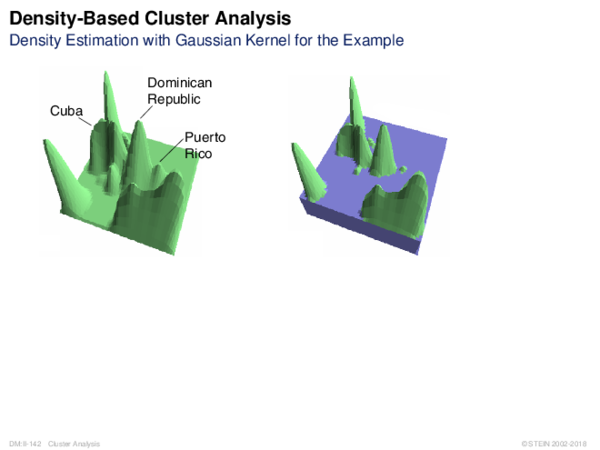 Density-Based Cluster Analysis
Density Estimation with Gaussian Kernel for the Example
Dominican
Republic
Cuba
Puerto
Rico
DM:II-142 Cluster Analysis
© STEIN 2002-2018